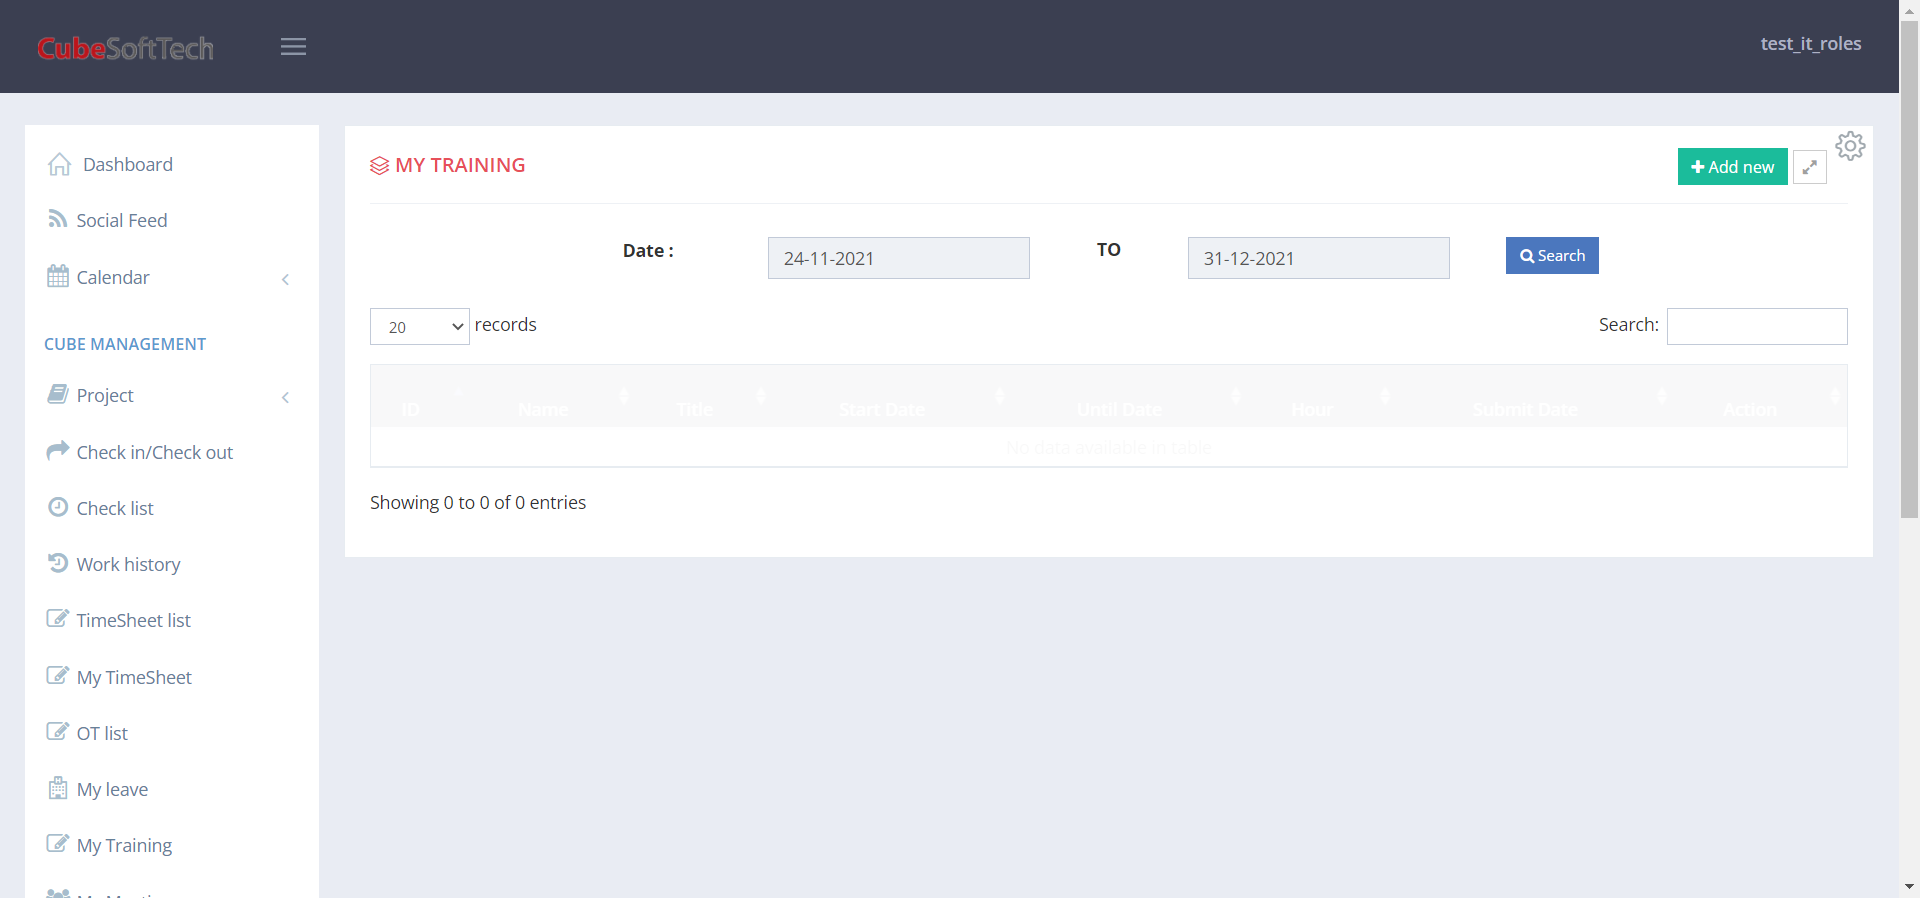 CubeSoftTech
test_it_roles
Dashboard
Social Feed
Calendar
CUBE MANAGEMENT
Project
Check in/Check out
Check list
Work history
TimeSheet list
My TimeSheet
OT list
My leave
My Training
MY TRAINING
Add new
Date :
24-11-2021
TO
31-12-2021
Search
20 records
Search:
ID Name Title Start Date Until Date Hour Submit Date Action
No data available in table
Showing 0 to 0 of 0 entries